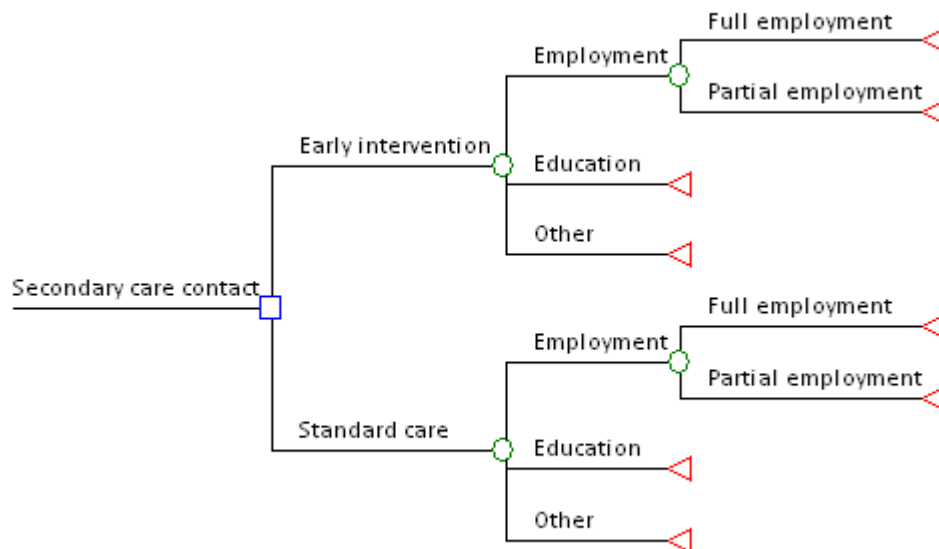 Full employment
Employment
Partial employment
Early intervention
Education
Other
Secondary care contact
Full employment
Employment
Partial employment
Standard care
Education
Other